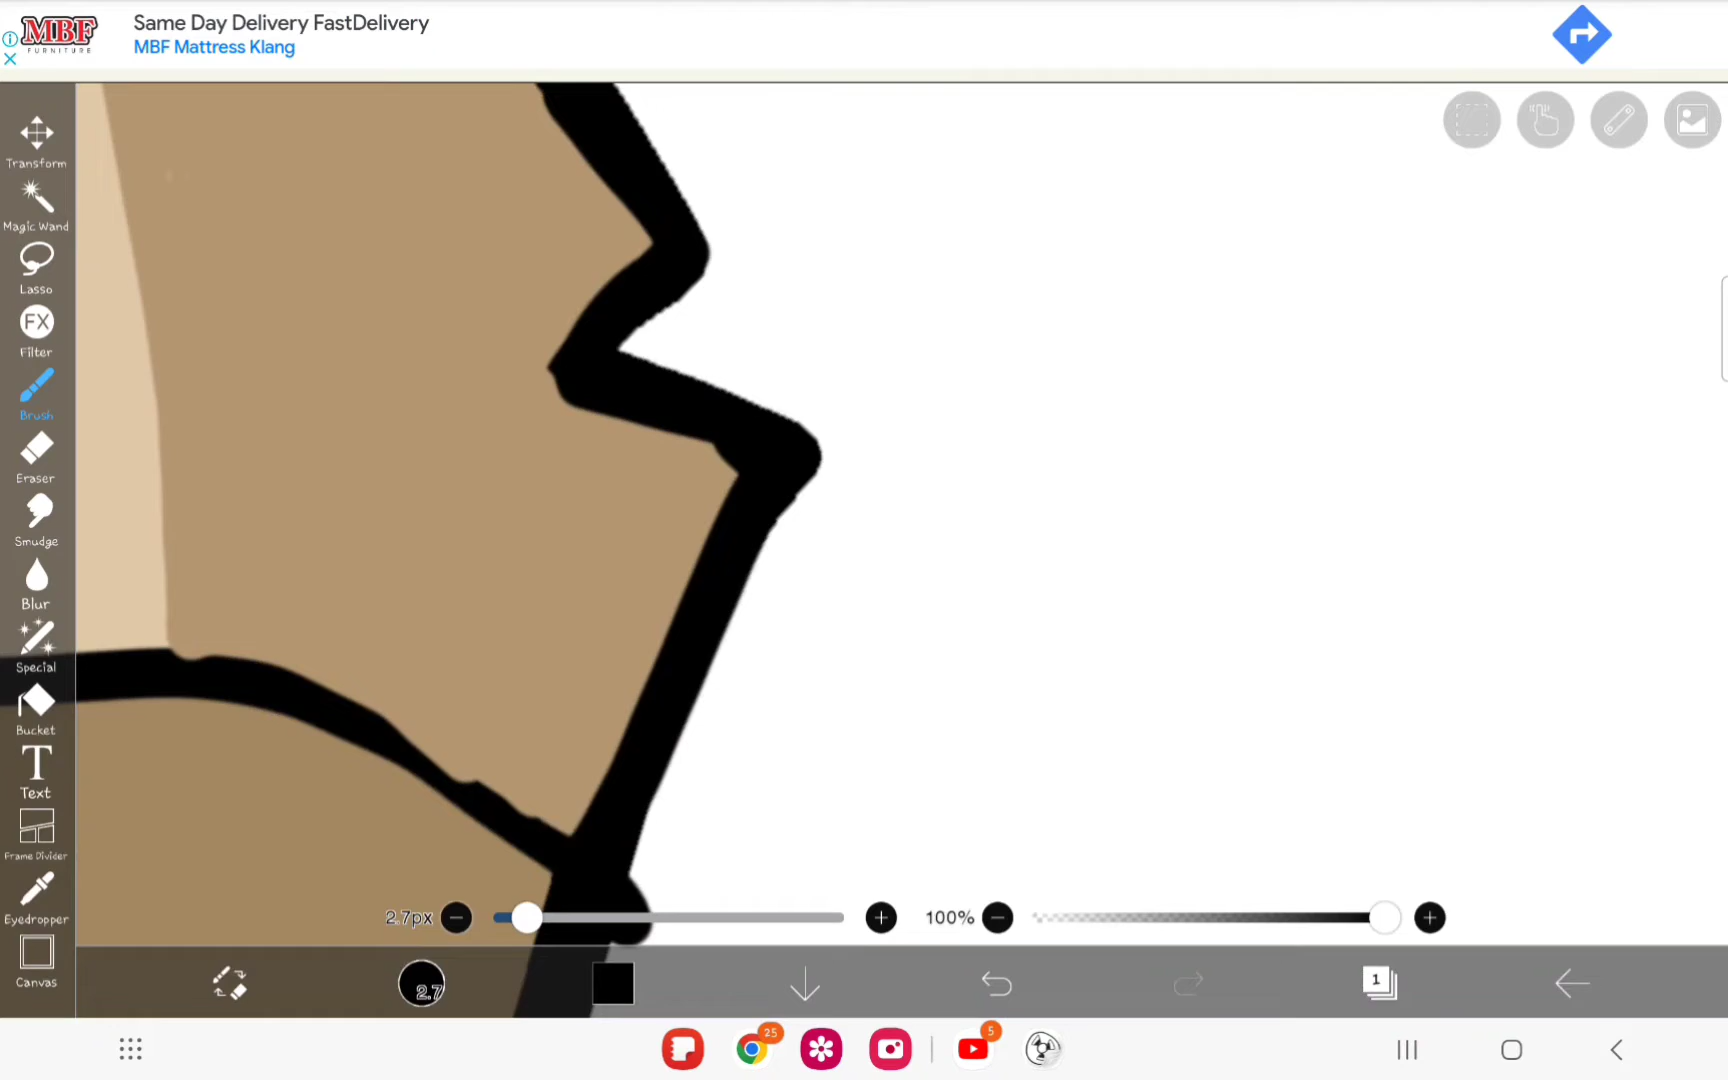 MBF
FURNITURE
Same Day Delivery FastDelivery
MBF Mattress Klang
Transform
Magic Wand
Lasso
FX
Filter
Brush
Eraser
Smudge
Blur
Special
Bucket
T
Text
Frame Divider
Eyedropper
Canvas
2.7px
100%
2.7
1
25
5